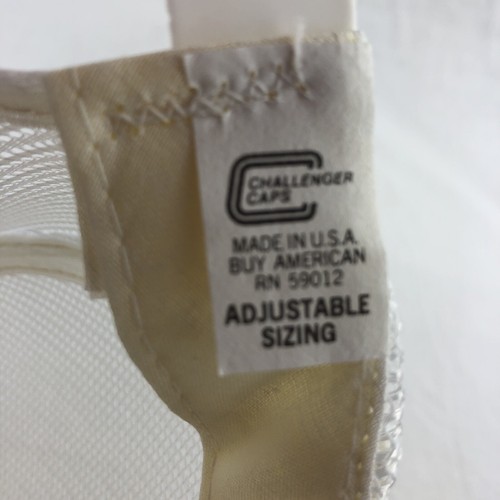 CHALLENGER
CAPS
MADE IN U.S.A.
BUY AMERICAN
RN 59012
ADJUSTABLE
SIZING